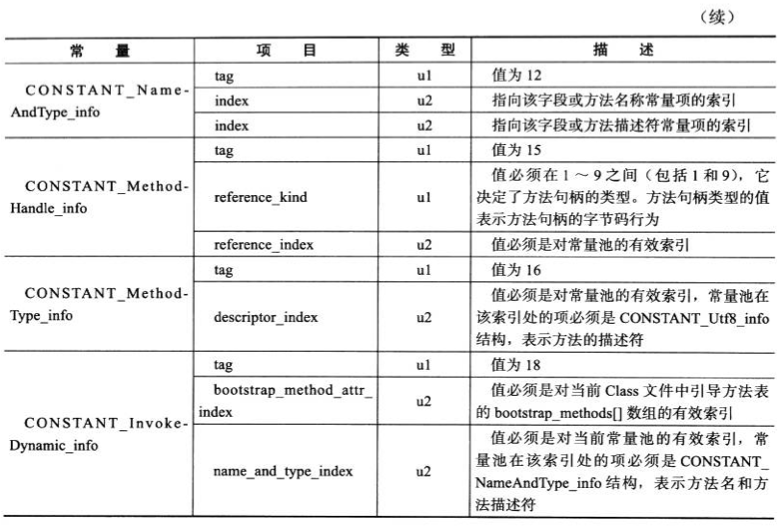 （续）
常　量 项　目 类　型 描　述
CONSTANT_Name-
AndType_info
tag u1 值为 12
index u2 指向该字段或方法名称常量项的索引
index u2 指向该字段或方法描述符常量项的索引
CONSTANT_Method-
Handle_info
tag u1 值为 15
reference_kind u1 值必须在 1 ～ 9 之间（包括 1 和 9），它
决定了方法句柄的类型。方法句柄类型的值
表示方法句柄的字节码行为
reference_index u2 值必须是对常量池的有效索引
CONSTANT_Method-
Type_info
tag u1 值为 16
descriptor_index u2 值必须是对常量池的有效索引，常量池在
该索引处的项必须是 CONSTANT_Utf8_info
结构，表示方法的描述符
CONSTANT_Invoke-
Dynamic_info
tag u1 值为 18
bootstrap_method_attr_
index u2 值必须是对当前 Class 文件中引导方法表
的 bootstrap_methods[] 数组的有效索引
name_and_type_index u2 值必须是对当前常量池的有效索引，常
量池在该索引处的项必须是 CONSTANT_
NameAndType_info 结构，表示方法名和方
法描述符